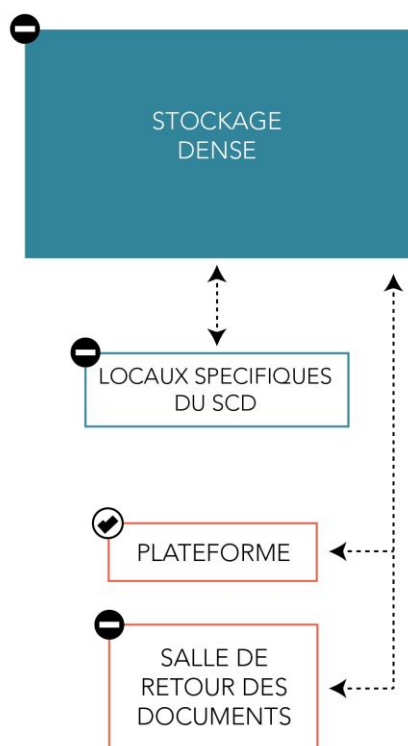 STOCKAGE
DENSE
LOCAUX SPECIFIQUES
DU SCD
PLATEFORME
SALLE DE
RETOUR DES
DOCUMENTS